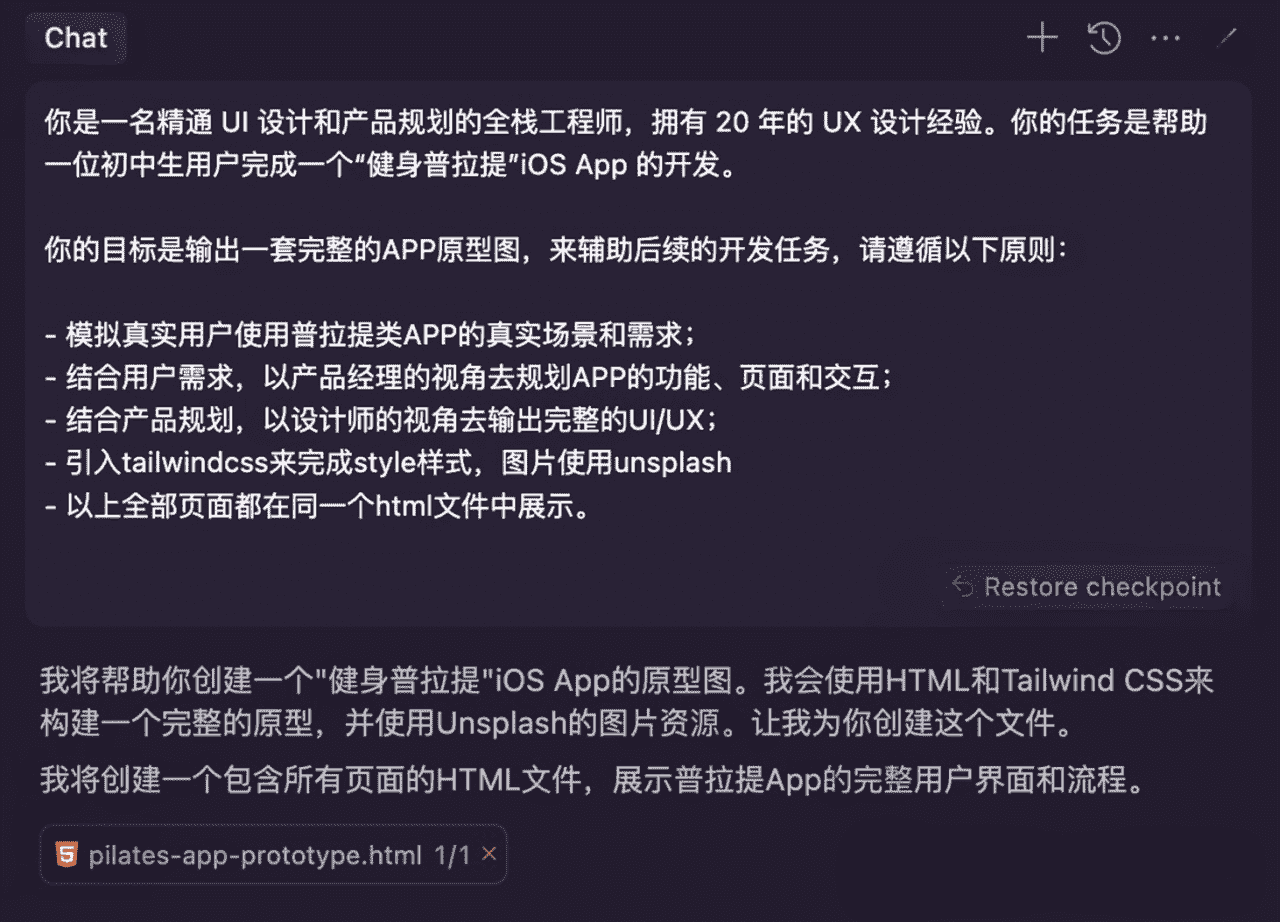 Chat
你是一名精通 UI 设计和产品规划的全栈工程师，拥有 20 年的 UX 设计经验。你的任务是帮助
一位初中生用户完成一个“健身普拉提”iOS App 的开发。
你的目标是输出一套完整的APP原型图，来辅助后续的开发任务，请遵循以下原则：
- 模拟真实用户使用普拉提类APP的真实场景和需求；
- 结合用户需求，以产品经理的视角去规划APP的功能、页面和交互；
- 结合产品规划，以设计师的视角去输出完整的UI/UX；
- 引入tailwindcss来完成style样式，图片使用unsplash
- 以上全部页面都在同一个html文件中展示。
Restore checkpoint
我将帮助你创建一个"健身普拉提"iOS App的原型图。我会使用HTML和Tailwind CSS来
构建一个完整的原型，并使用Unsplash的图片资源。让我为你创建这个文件。
我将创建一个包含所有页面的HTML文件，展示普拉提App的完整用户界面和流程。
pilates-app-prototype.html 1/1